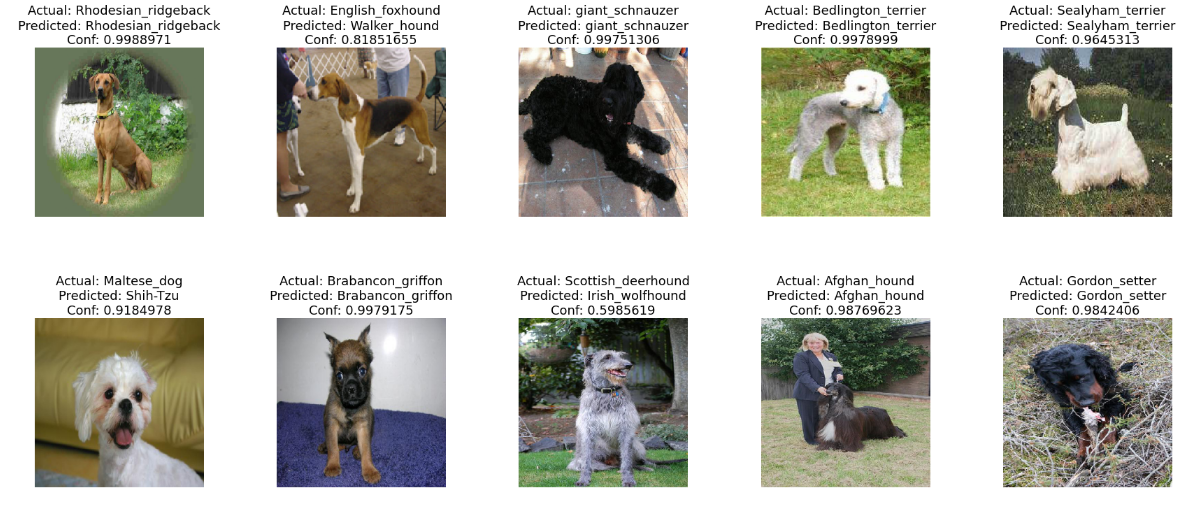 Actual: Rhodesian_ridgeback
Predicted: Rhodesian_ridgeback
Conf: 0.9988971
Actual: English_foxhound
Predicted: Walker_hound
Conf: 0.81851655
Actual: giant_schnauzer
Predicted: giant_schnauzer
Conf: 0.99751306
Actual: Bedlington_terrier
Predicted: Bedlington_terrier
Conf: 0.9978999
Actual: Sealyham_terrier
Predicted: Sealyham_terrier
Conf: 0.9645313
Actual: Maltese_dog
Predicted: Shih-Tzu
Conf: 0.9184978
Actual: Brabancon_griffon
Predicted: Brabancon_griffon
Conf: 0.9979175
Actual: Scottish_deerhound
Predicted: Irish_wolfhound
Conf: 0.5985619
Actual: Afghan_hound
Predicted: Afghan_hound
Conf: 0.98769623
Actual: Gordon_setter
Predicted: Gordon_setter
Conf: 0.9842406